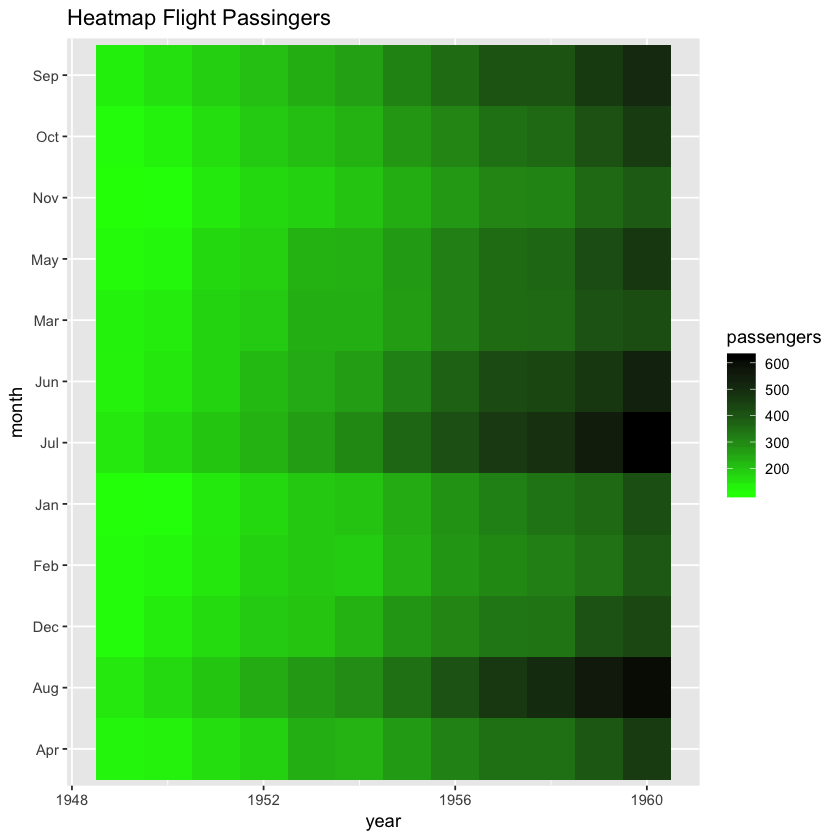 Heatmap Flight Passingers
Sep
Oct
Nov
May
Mar
Jun
Jul
Jan
Feb
Dec
Aug
Apr
month
1948
1952
1956
1960
year
passengers
600
500
400
300
200